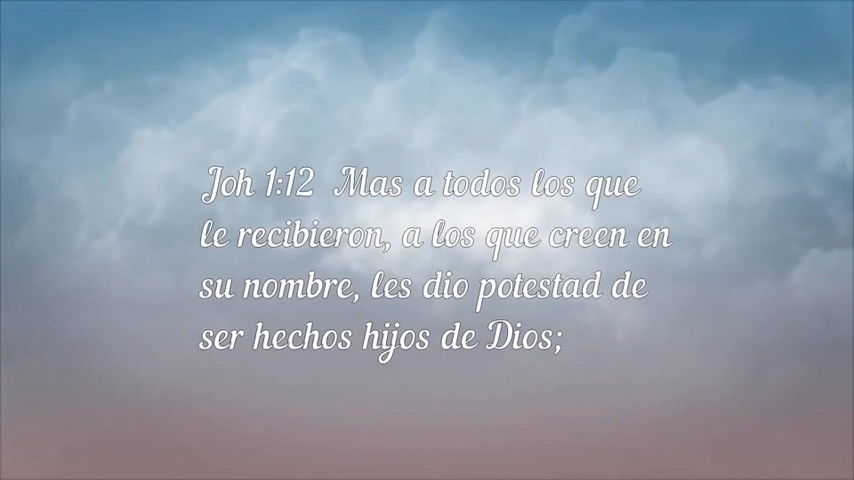 Joh 1:12 Mas a todos los que
le recibieron, a los que creen en
su nombre, les dio potestad de
ser hechos hijos de Dios;